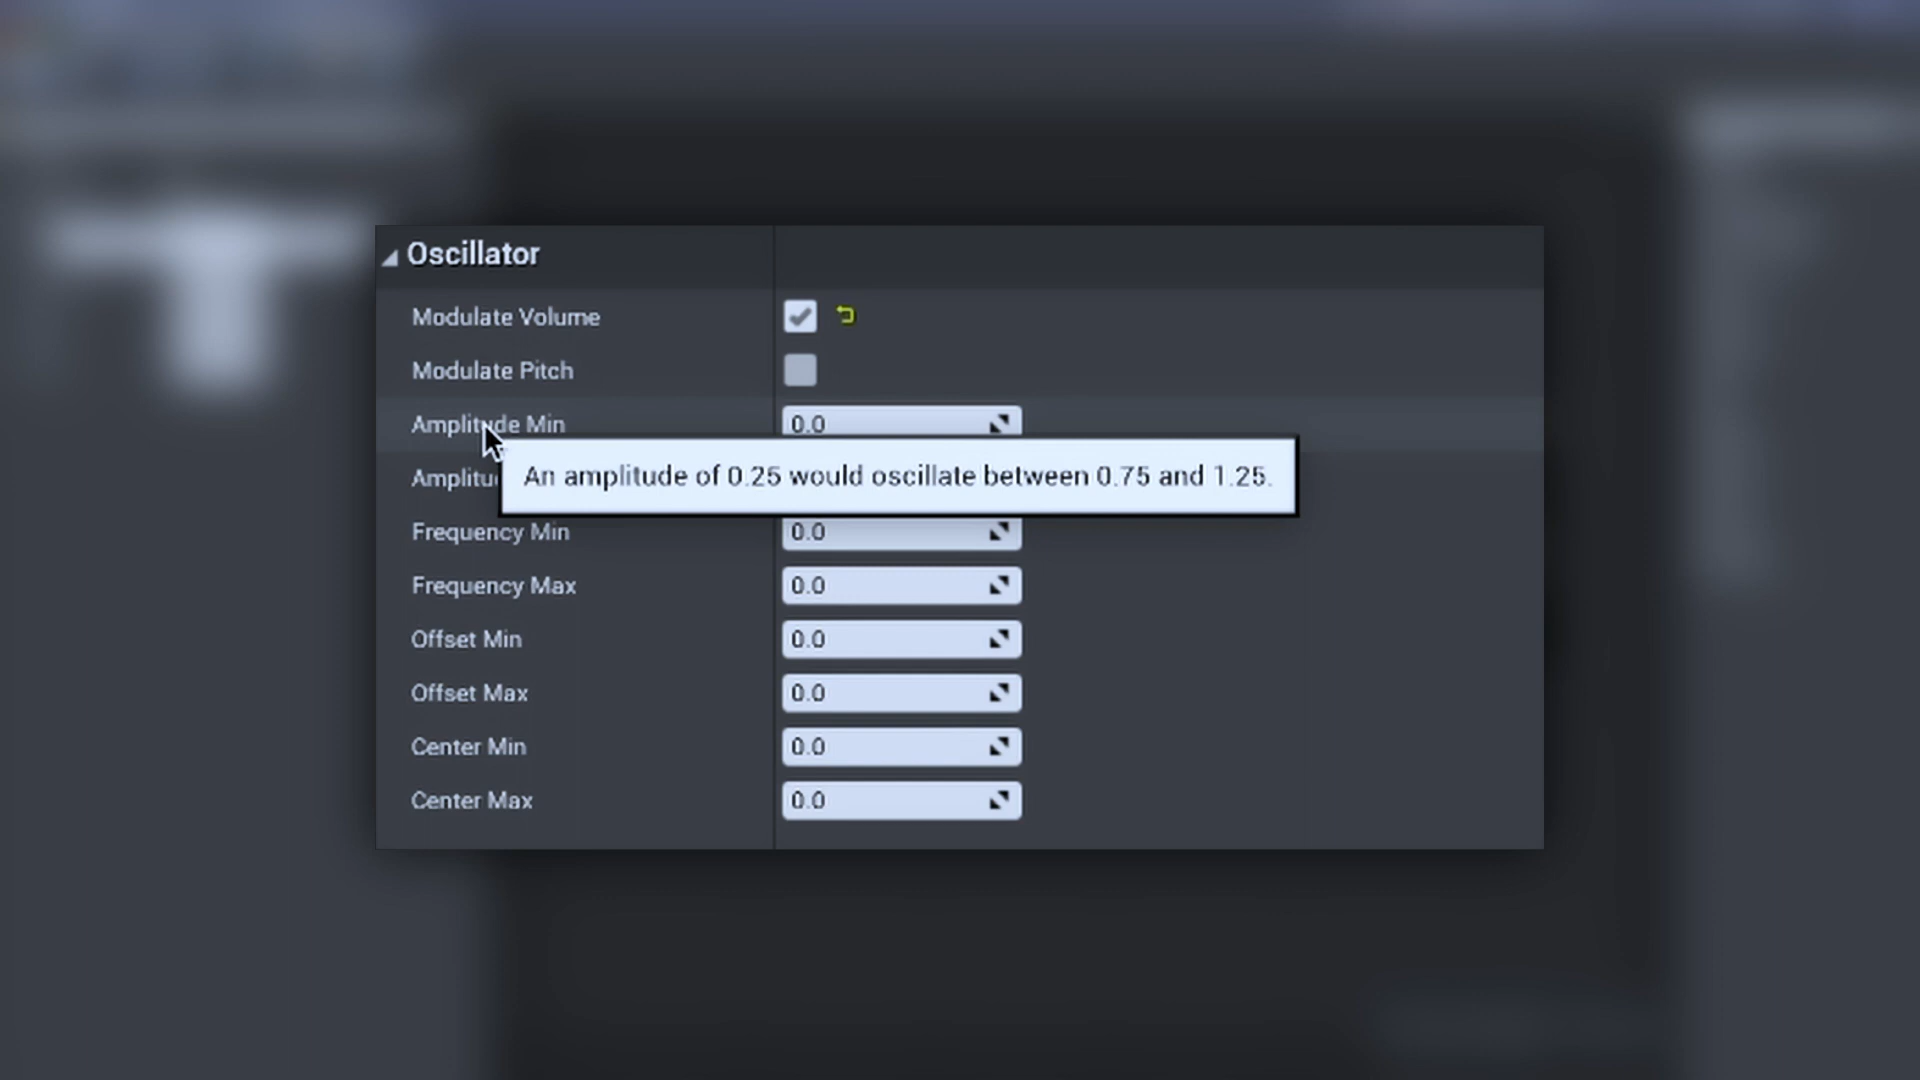 Oscillator
Modulate Volume
Modulate Pitch
Amplitude Min 0.0
An amplitude of 0.25 would oscillate between 0.75 and 1.25.
Frequency Min 0.0
Frequency Max 0.0
Offset Min 0.0
Offset Max 0.0
Center Min 0.0
Center Max 0.0